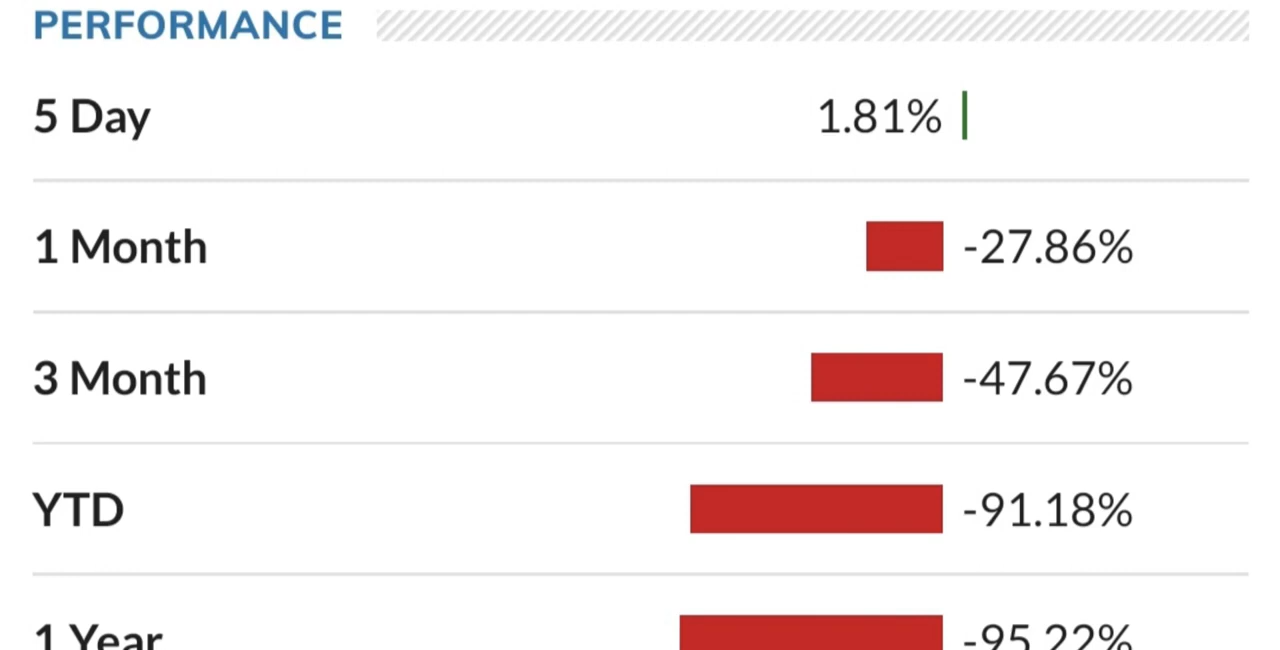 PERFORMANCE
5 Day 1.81%
1 Month -27.86%
3 Month -47.67%
YTD -91.18%
1 Year -95.22%